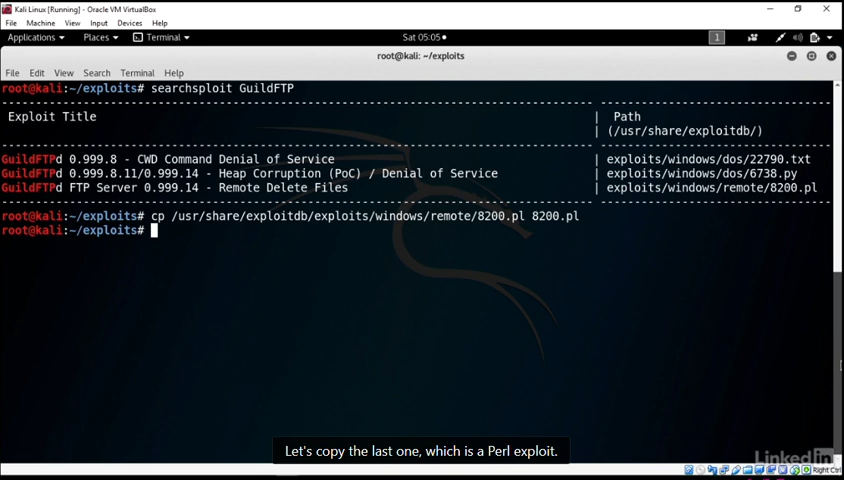 Kali Linux [Running] - Oracle VM VirtualBox
File Machine View Input Devices Help
Applications Places Terminal Sat 05:05 1
root@kali: ~/exploits
File Edit View Search Terminal Help
root@kali:~/exploits# searchsploit GuildFTP
Exploit Title | Path
| (/usr/share/exploitdb/)
GuildFTPd 0.999.8 - CWD Command Denial of Service | exploits/windows/dos/22790.txt
GuildFTPd 0.999.8.11/0.999.14 - Heap Corruption (PoC) / Denial of Service | exploits/windows/dos/6738.py
GuildFTPd FTP Server 0.999.14 - Remote Delete Files | exploits/windows/remote/8200.pl
root@kali:~/exploits# cp /usr/share/exploitdb/exploits/windows/remote/8200.pl 8200.pl
root@kali:~/exploits#
Let's copy the last one, which is a Perl exploit.
LinkedIn
Right Ctrl